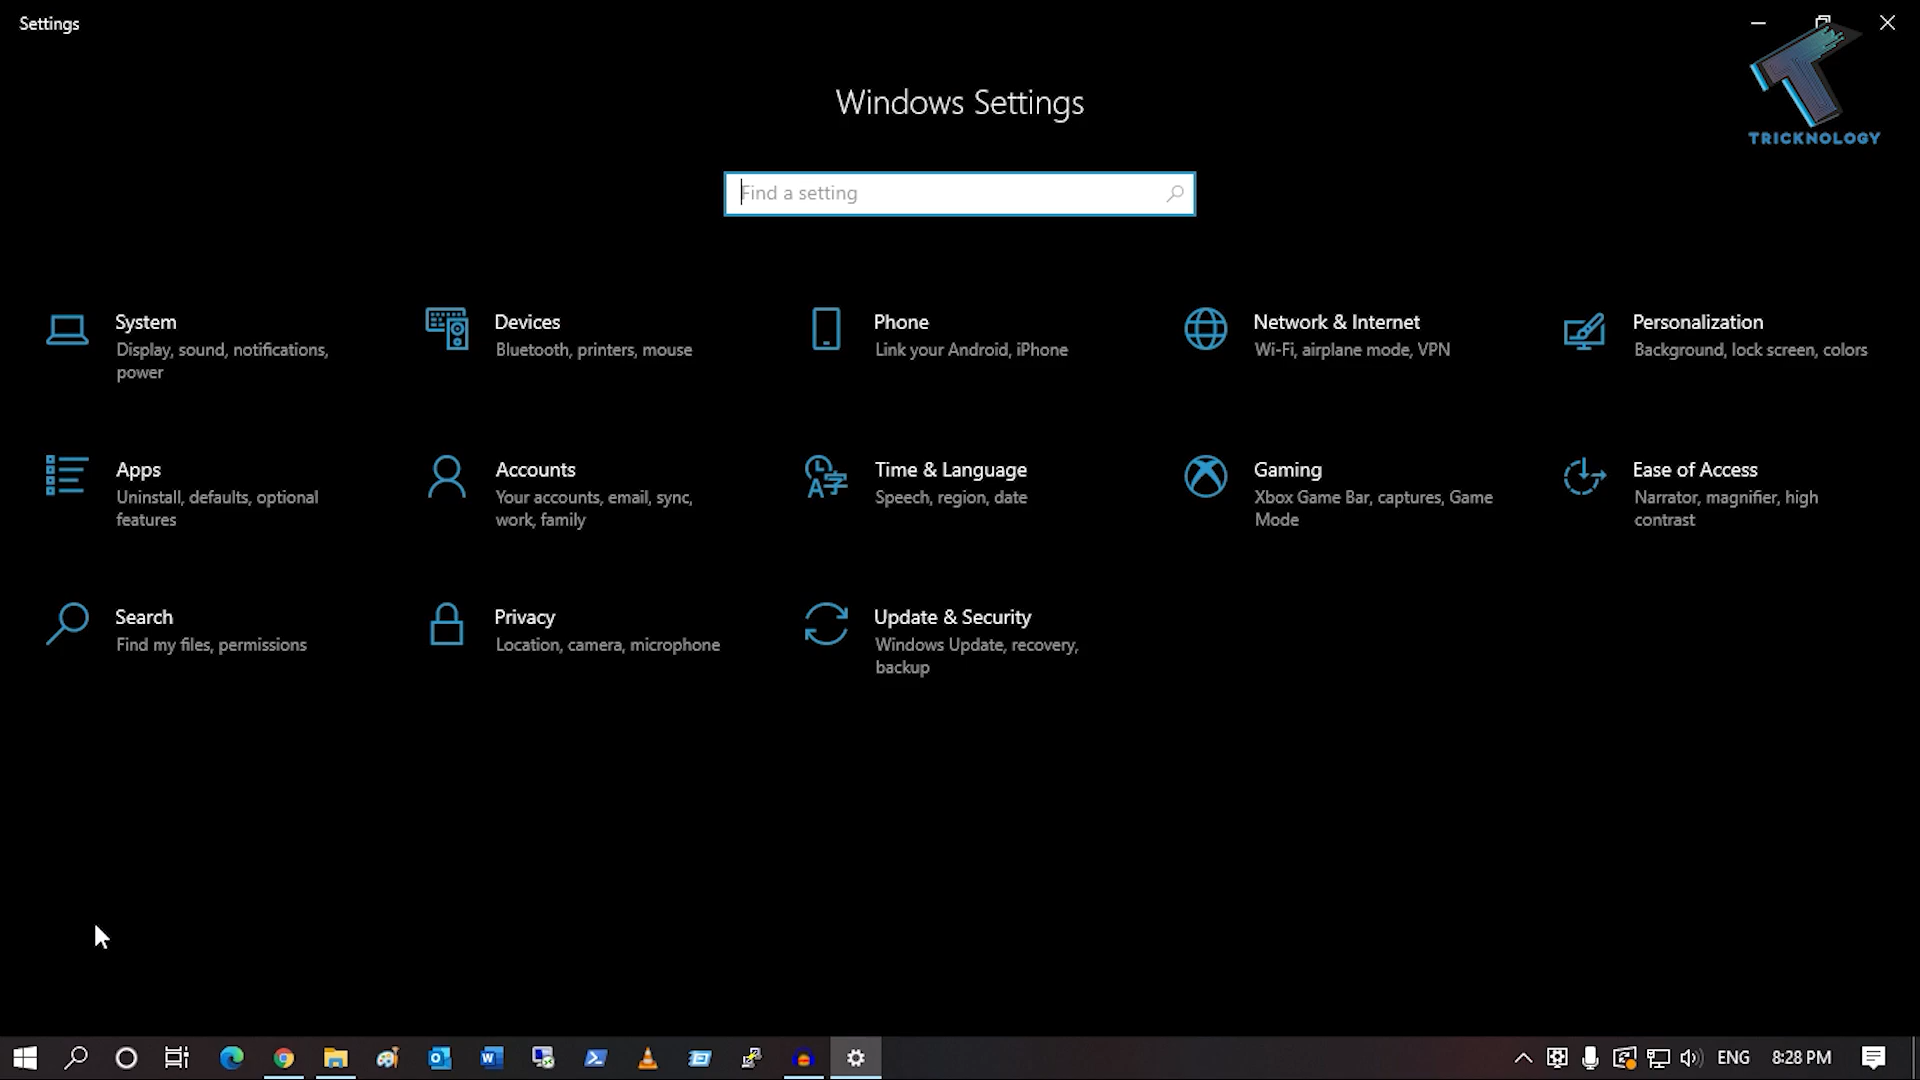 Settings
TRICKNOLOGY
Windows Settings
Find a setting
System
Display, sound, notifications,
power
Devices
Bluetooth, printers, mouse
Phone
Link your Android, iPhone
Network & Internet
Wi-Fi, airplane mode, VPN
Personalization
Background, lock screen, colors
Apps
Uninstall, defaults, optional
features
Accounts
Your accounts, email, sync,
work, family
Time & Language
Speech, region, date
Gaming
Xbox Game Bar, captures, Game
Mode
Ease of Access
Narrator, magnifier, high
contrast
Search
Find my files, permissions
Privacy
Location, camera, microphone
Update & Security
Windows Update, recovery,
backup
ENG 8:28 PM